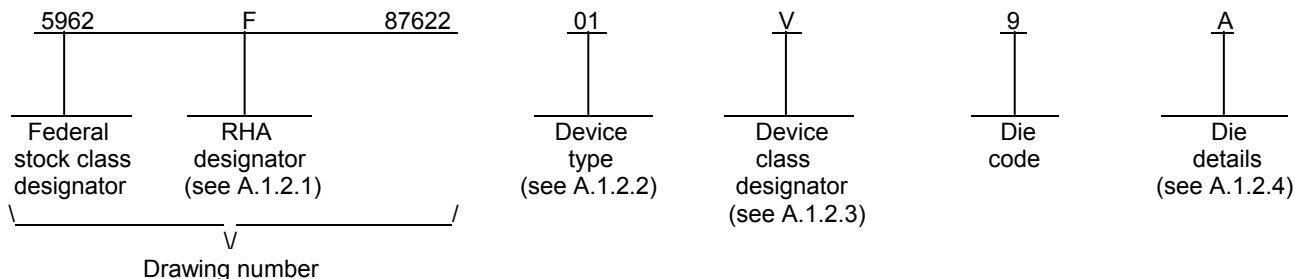 5962 F 87622 01 V 9 A
Federal RHA Device Device Die Die
stock class designator type class code details
designator (see A.1.2.1) (see A.1.2.2) designator (see A.1.2.4)
(see A.1.2.3)
\ /
\/
Drawing number